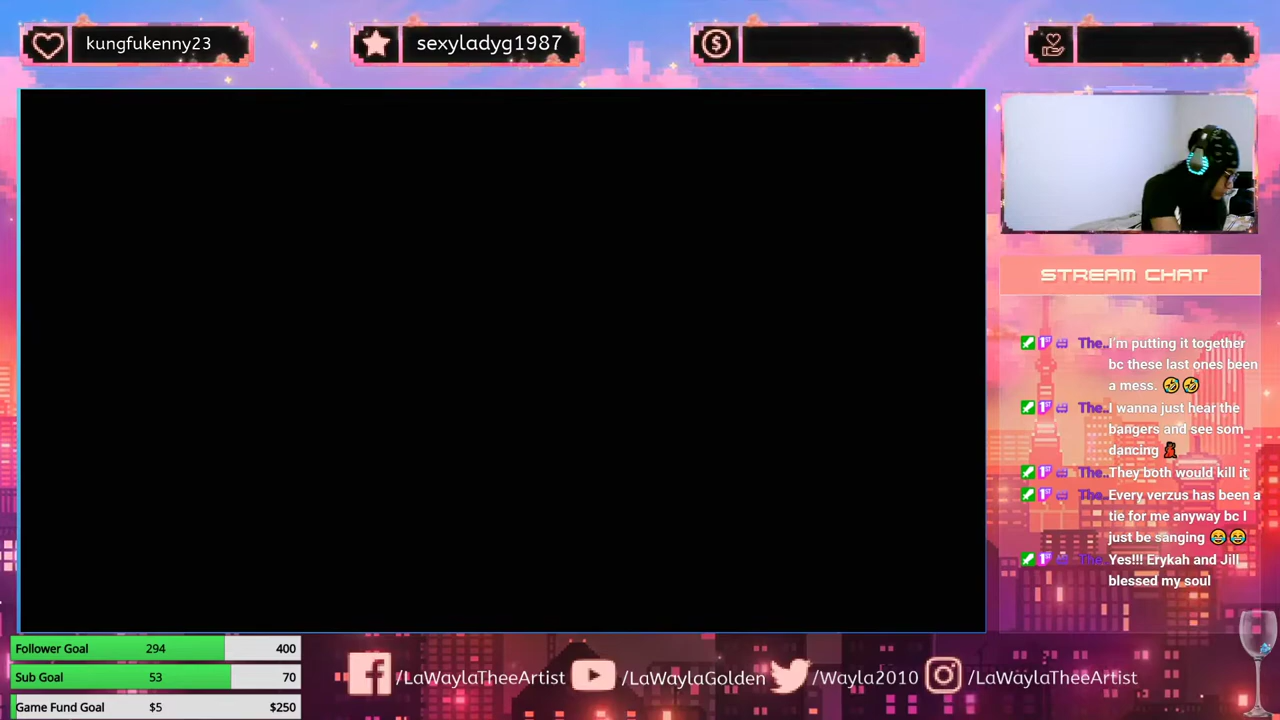 kungfukenny23
sexyladyg1987
STREAM CHAT
The..I'm putting it together
bc these last ones been
a mess. 🤣 🤣
The..I wanna just hear the
bangers and see som
dancing 💃🏿
The..They both would kill it
The..Every verzus has been a
tie for me anyway bc I
just be sanging 😂 😂
The..Yes!!! Erykah and Jill
blessed my soul
Follower Goal 294 400
Sub Goal 53 70
Game Fund Goal $5 $250
/LaWaylaTheeArtist /LaWaylaGolden /Wayla2010 /LaWaylaTheeArtist